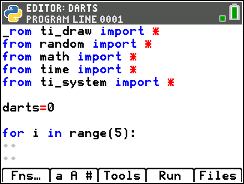 EDITOR: DARTS
PROGRAM LINE 0001
_rom ti_draw import *
from random import *
from math import *
from time import *
from ti_system import *
darts=0
for i in range(5):
Fns… a A # Tools Run Files